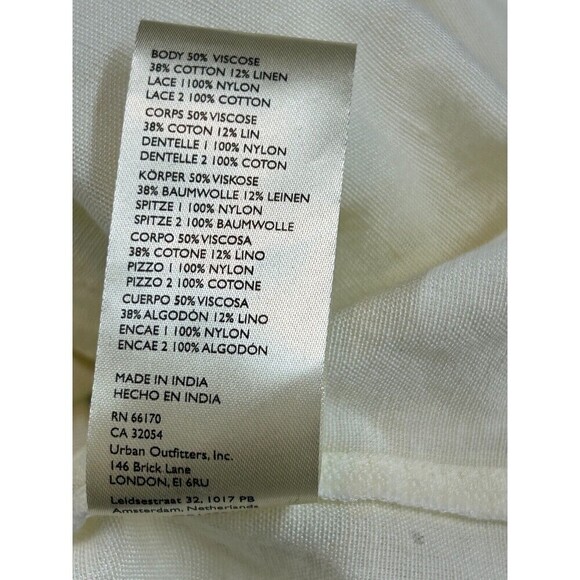 BODY 50% VISCOSE
38% COTTON 12% LINEN
LACE 1 100% NYLON
LACE 2 100% COTTON
CORPS 50% VISCOSE
38% COTON 12% LIN
DENTELLE 1 100% NYLON
DENTELLE 2 100% COTON
KÖRPER 50% VISKOSE
38% BAUMWOLLE 12% LEINEN
SPITZE 1 100% NYLON
SPITZE 2 100% BAUMWOLLE
CORPO 50% VISCOSA
38% COTONE 12% LINO
PIZZO 1 100% NYLON
PIZZO 2 100% COTONE
CUERPO 50% VISCOSA
38% ALGODÓN 12% LINO
ENCAE 1 100% NYLON
ENCAE 2 100% ALGODÓN
MADE IN INDIA
HECHO EN INDIA
RN 66170
CA 32054
Urban Outfitters, Inc.
146 Brick Lane
LONDON, E1 6RU
Leidsestraat 32, 1017 PB
Amsterdam, Netherlands